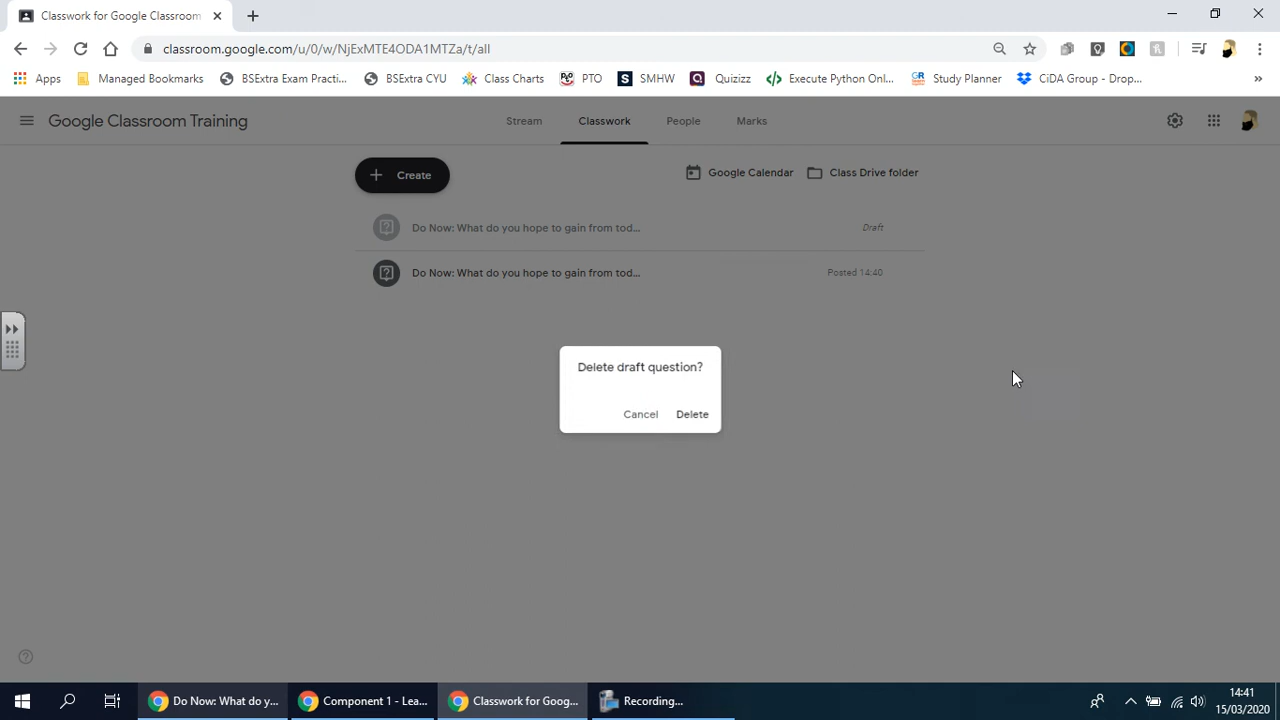 Classwork for Google Classroom
classroom.google.com/u/0/w/NjExMTE4ODA1MTZa/t/all
Apps Managed Bookmarks BSExtra Exam Practi... BSExtra CYU Class Charts PTO SMHW Quizizz Execute Python Onl... Study Planner CiDA Group - Drop...
Google Classroom Training Stream Classwork People Marks
Create Google Calendar Class Drive folder
Do Now: What do you hope to gain from tod... Draft
Do Now: What do you hope to gain from tod... Posted 14:40
Delete draft question?
Cancel Delete
Do Now: What do y... Component 1 - Lea... Classwork for Goog... Recording... 14:41
15/03/2020